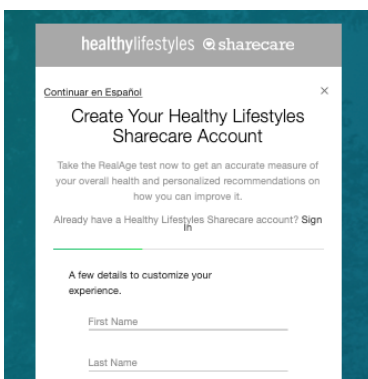 healthylifestyles sharecare
Continuar en Español
×
Create Your Healthy Lifestyles
Sharecare Account
Take the RealAge test now to get an accurate measure of
your overall health and personalized recommendations on
how you can improve it.
Already have a Healthy Lifestyles Sharecare account? Sign
In
A few details to customize your
experience.
First Name
Last Name